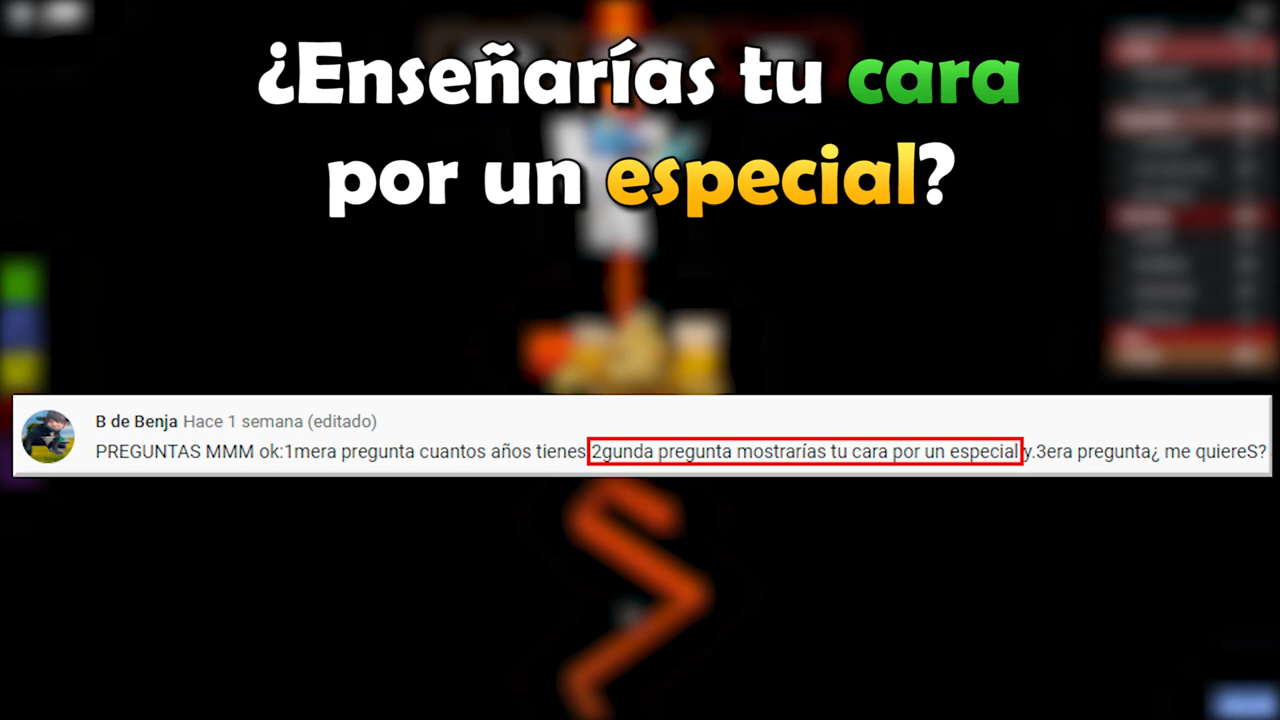 ¿Enseñarías tu cara
por un especial?
B de Benja Hace 1 semana (editado)
PREGUNTAS MMM ok:1mera pregunta cuantos años tienes 2gunda pregunta mostrarías tu cara por un especial y.3era pregunta¿ me quiereS?